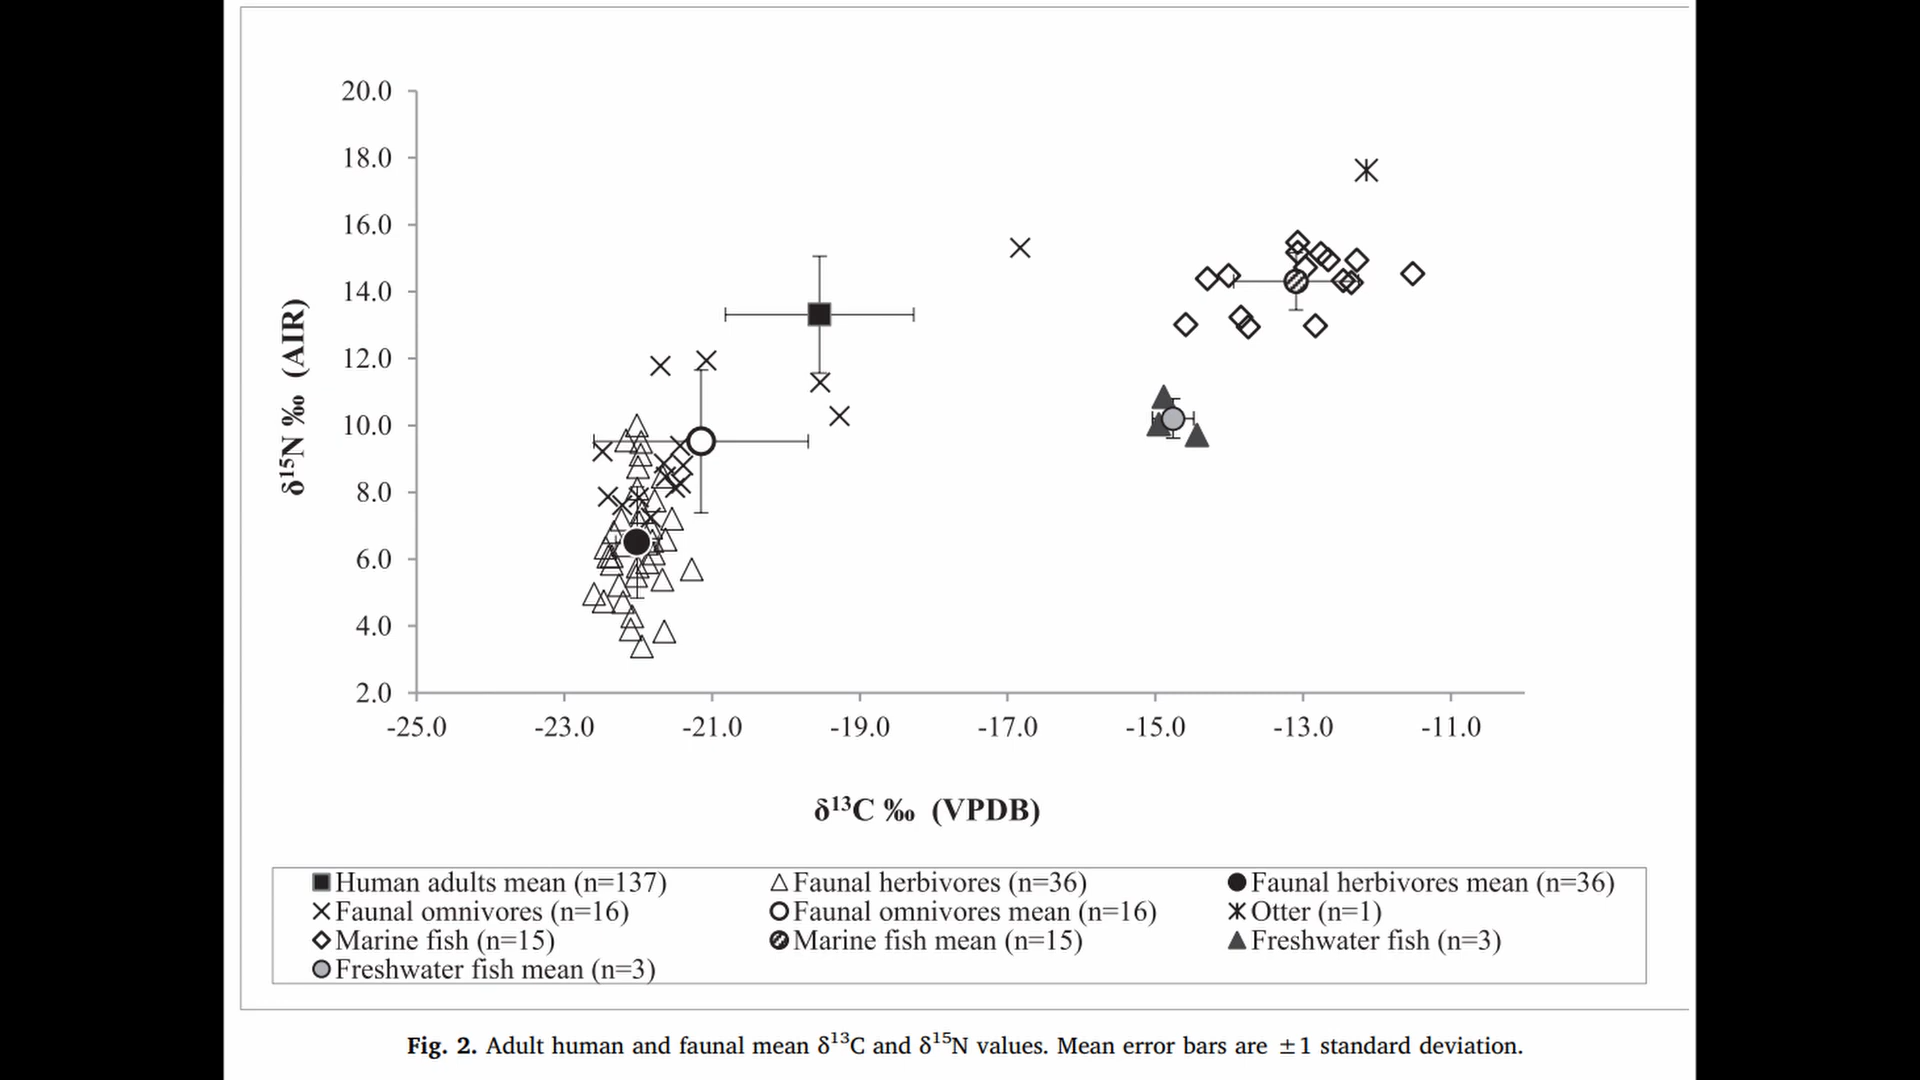 20.0
18.0
16.0
14.0
12.0
10.0
8.0
6.0
4.0
2.0
δ¹⁵N ‰ (AIR)
-25.0 -23.0 -21.0 -19.0 -17.0 -15.0 -13.0 -11.0
δ¹³C ‰ (VPDB)
Human adults mean (n=137) Faunal herbivores (n=36) Faunal herbivores mean (n=36)
Faunal omnivores (n=16) Faunal omnivores mean (n=16) Otter (n=1)
Marine fish (n=15) Marine fish mean (n=15) Freshwater fish (n=3)
Freshwater fish mean (n=3)
Fig. 2. Adult human and faunal mean δ¹³C and δ¹⁵N values. Mean error bars are ±1 standard deviation.